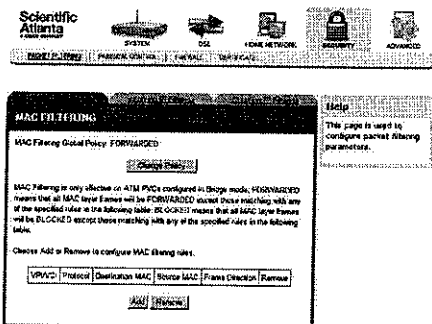 Scientific
Atlanta
SYSTEM
DSL
HOME NETWORK
SECURITY
ADVANCED
FIREWALL
MAC FILTERING
MAC Filtering Global Policy: FORWARDED
Change Policy
MAC Filtering is only effective on ATM PVCs configured in Bridge mode. FORWARDED
means that all MAC layer frames will be FORWARDED except those matching with any
of the specified rules in the following table. BLOCKED means that all MAC layer frames
will be BLOCKED except those matching with any of the specified rules in the following
table.
Choose Add or Remove to configure MAC filtering rules.
VPI/VCI Protocol Destination MAC Source MAC Frame Direction Remove
Add Remove
Help
This page is used to
configure packet filtering
parameters.